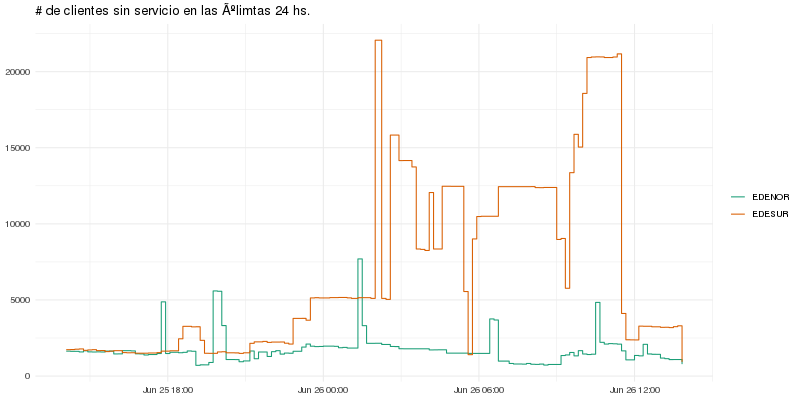 # de clientes sin servicio en las Ãºlimtas 24 hs.
20000
15000
10000
5000
0
Jun 25 18:00
Jun 26 00:00
Jun 26 06:00
Jun 26 12:00
EDENOR
EDESUR